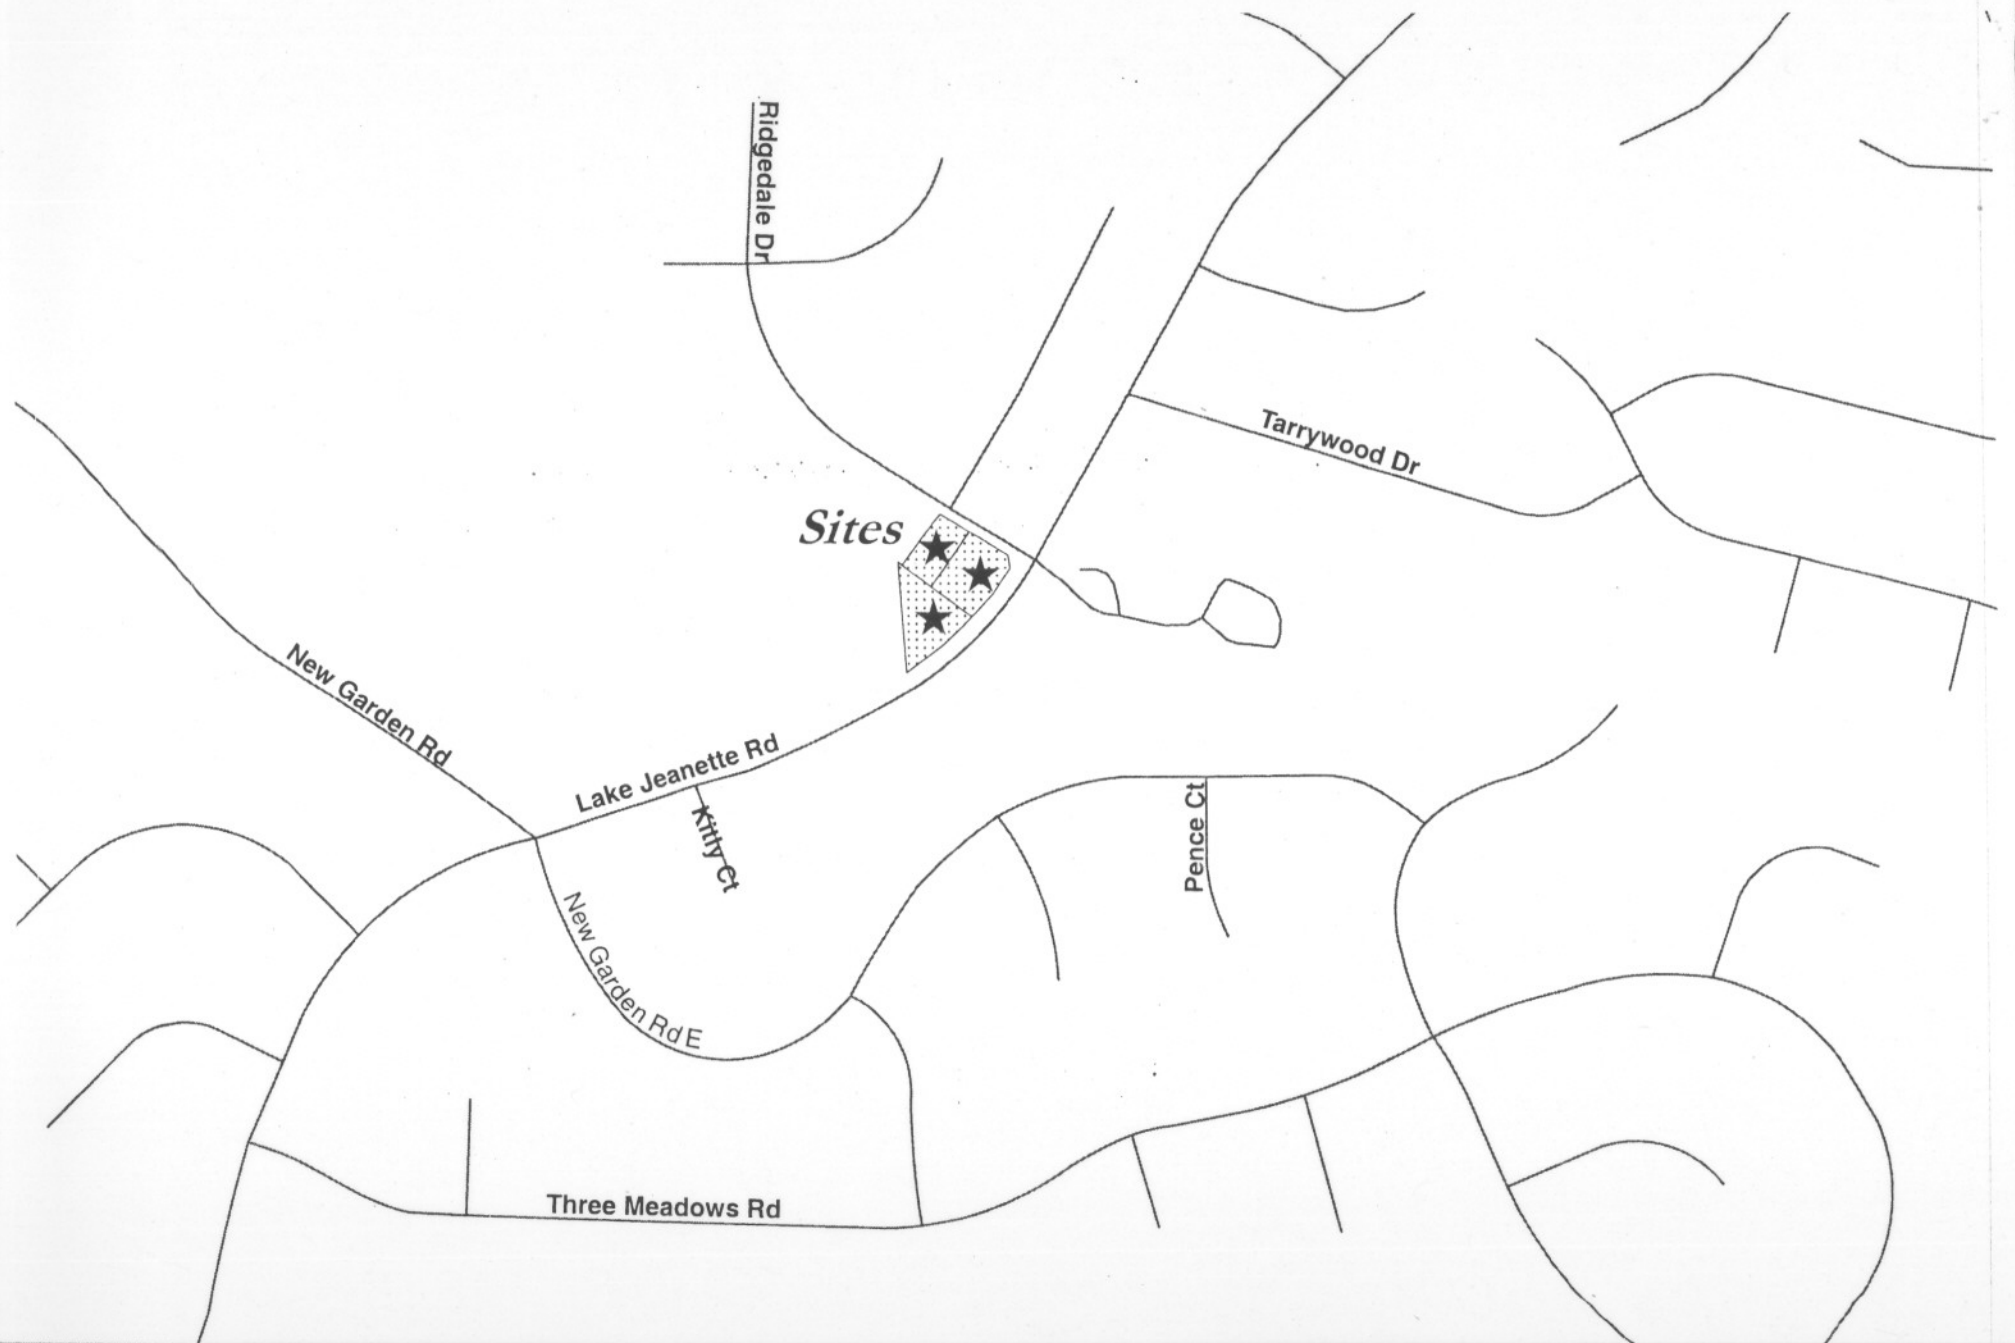 Ridgedale Dr
Tarrywood Dr
Sites
New Garden Rd
Lake Jeanette Rd
Kitly Ct
Pence Ct
New Garden Rd E
Three Meadows Rd